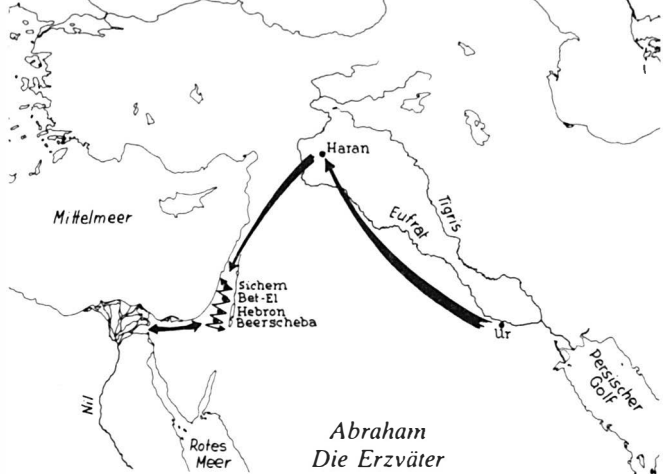 Haran
Mittelmeer
Eufrat
Tigris
Sichem
Bet-El
Hebron
Beerscheba
Ur
Persischer
Golf
Nil
Rotes
Meer
Abraham
Die Erzväter